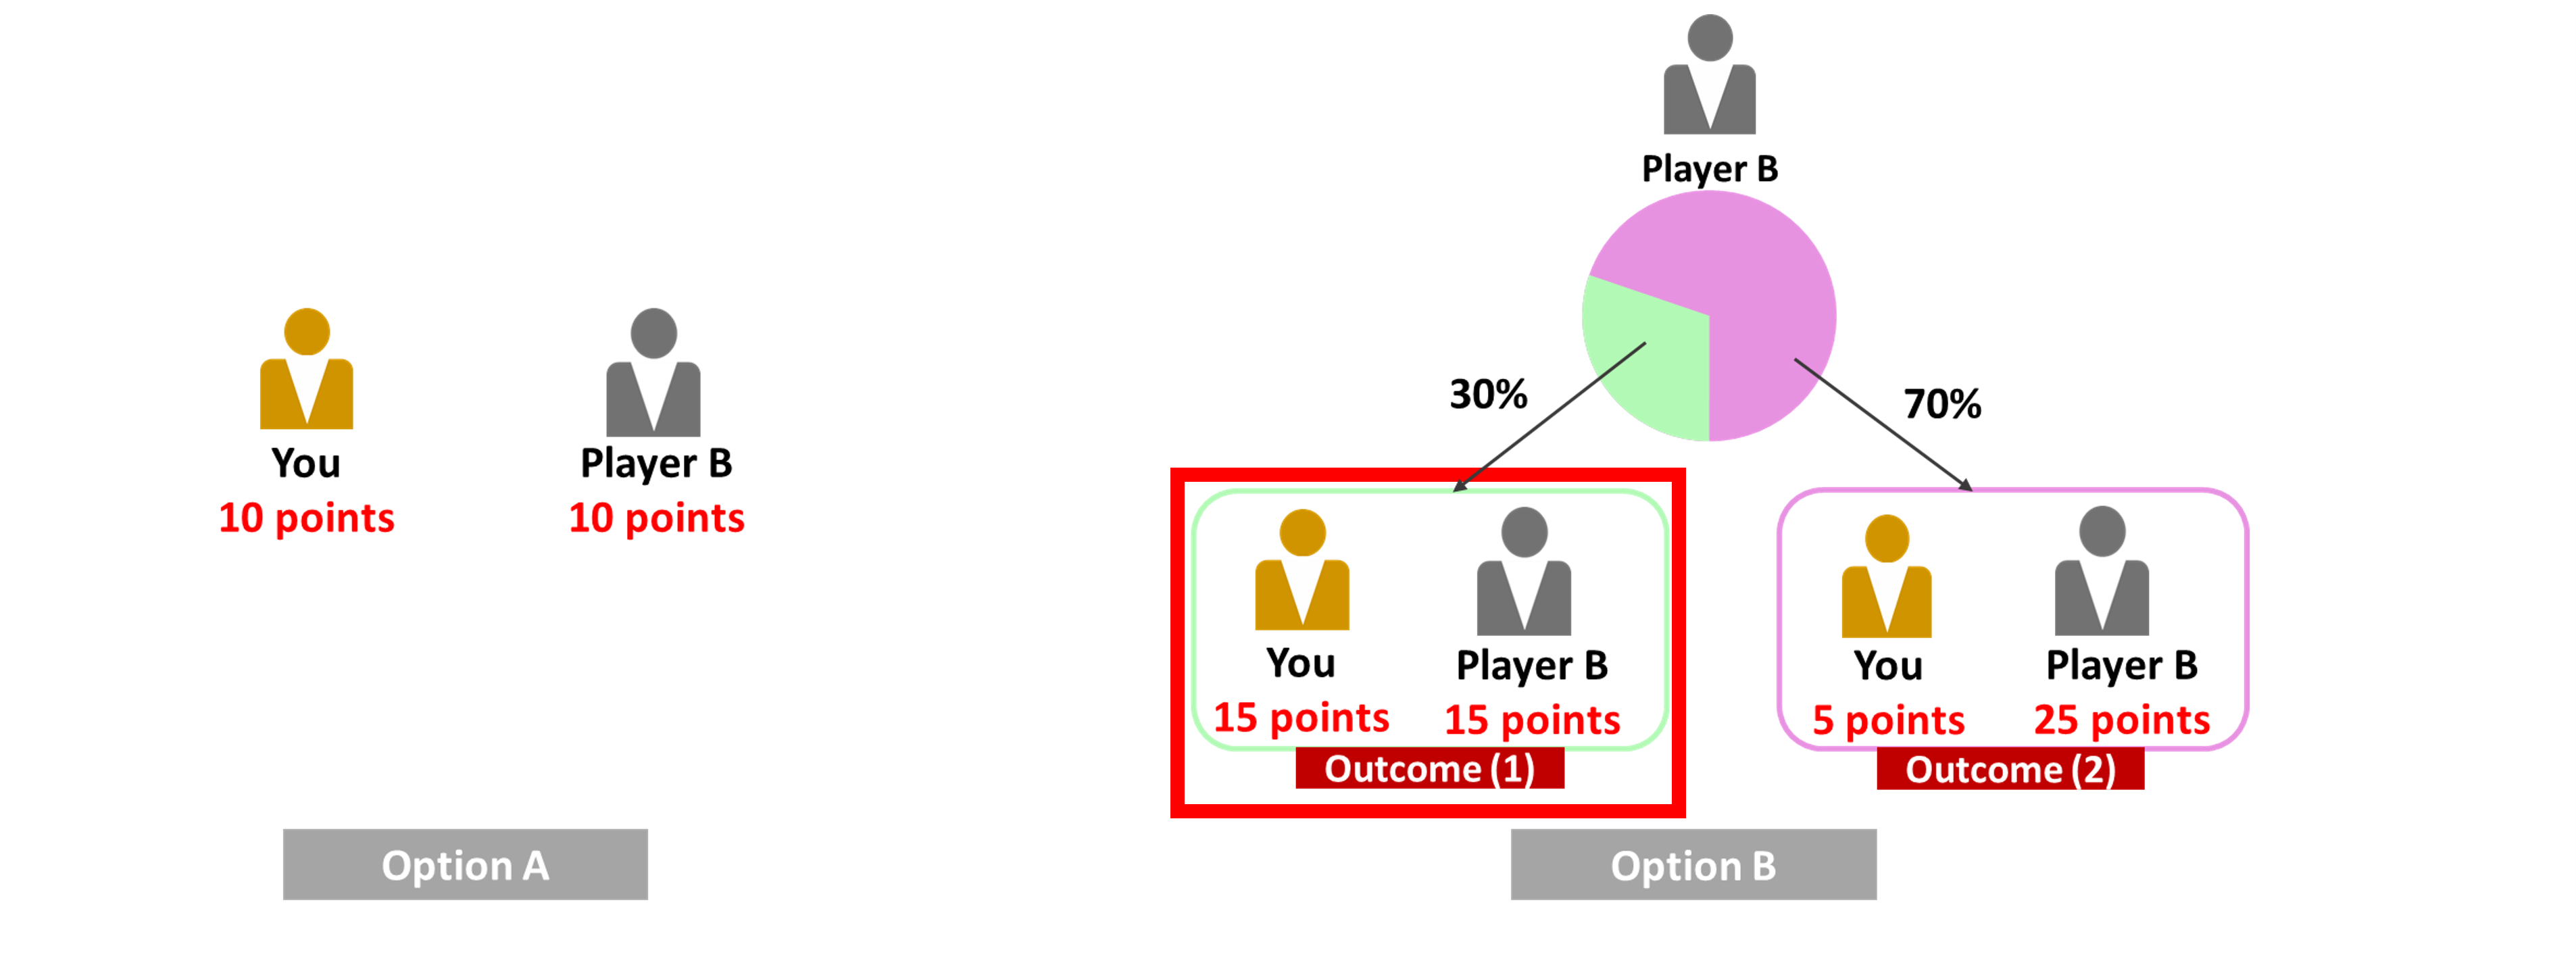 Player B
30%
70%
You
10 points
Player B
10 points
You
15 points
Player B
15 points
Outcome (1)
You
5 points
Player B
25 points
Outcome (2)
Option A
Option B